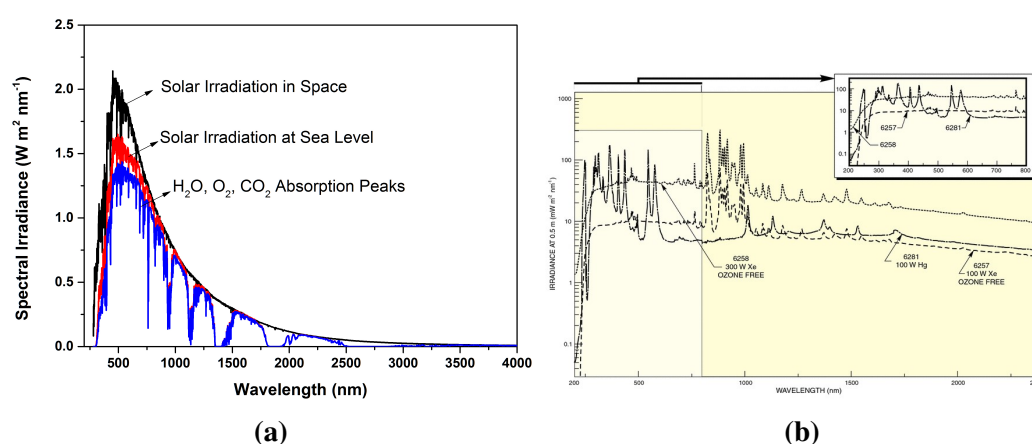 2.5
2.0
1.5
1.0
0.5
0.0
Spectral Irradiance (W m² nm⁻¹)
Solar Irradiation in Space
Solar Irradiation at Sea Level
H₂O, O₂, CO₂ Absorption Peaks
500 1000 1500 2000 2500 3000 3500 4000
Wavelength (nm)
(a)
1000
100
10
1
0.1
IRRADIANCE AT 0.5 m (mW m⁻² nm⁻¹)
6258
300 W Xe
OZONE FREE
6281
100 W Hg
6257
100 W Xe
OZONE FREE
200 500 1000 1500 2000
WAVELENGTH (nm)
100
10
1
0.1
6257
6281
6258
200 300 400 500 600 700 800
(b)